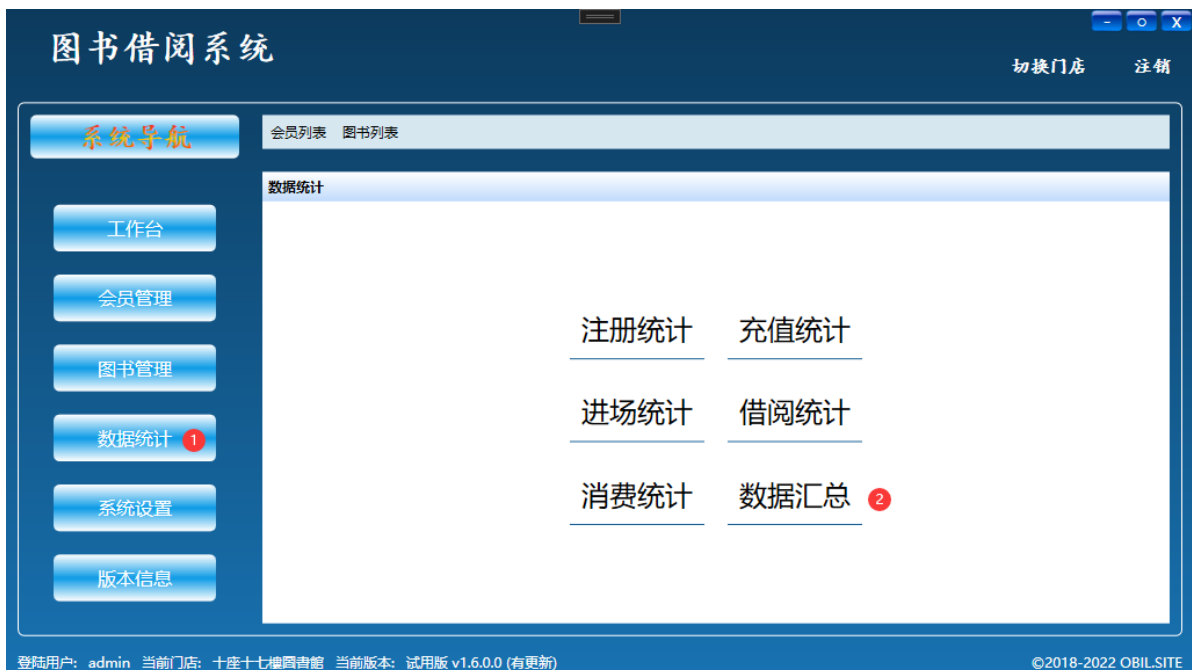 图书借阅系统
- o X
切换门店 注销
系统导航
会员列表 图书列表
数据统计
工作台
会员管理
图书管理
数据统计 1
系统设置
版本信息
注册统计 充值统计
进场统计 借阅统计
消费统计 数据汇总 2
登陆用户: admin 当前门店: 十座十七樓圖書館 当前版本: 试用版 v1.6.0.0 (有更新)
©2018-2022 OBIL.SITE